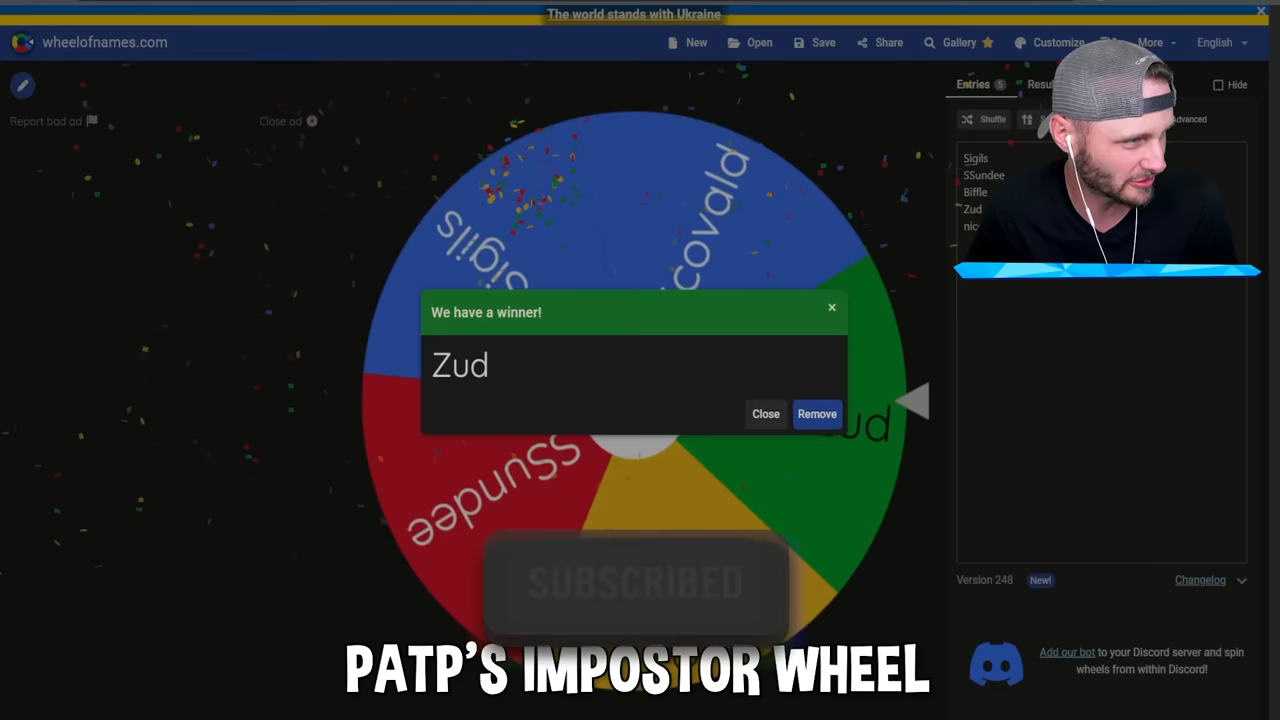 The world stands with Ukraine
wheelofnames.com
New
Open
Save
Share
Gallery
Customize
More
English
Report bad ad
Close ad
Entries 5
Hide
Shuffle
Sigils
SSundee
Biffle
Zud
Sigils
SSundee
We have a winner!
×
Zud
Close
Remove
SUBSCRIBED
PATP'S IMPOSTOR WHEEL
Version 248
New!
Changelog
Add our bot to your Discord server and spin
wheels from within Discord!